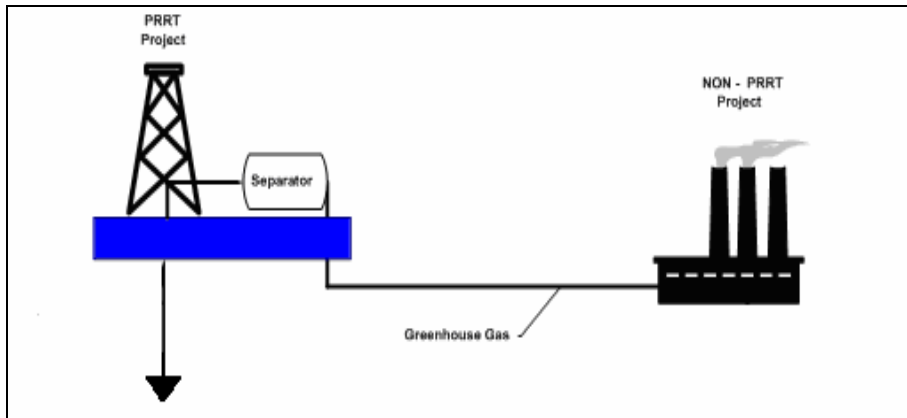 PRRT
Project
NON - PRRT
Project
Separator
Greenhouse Gas